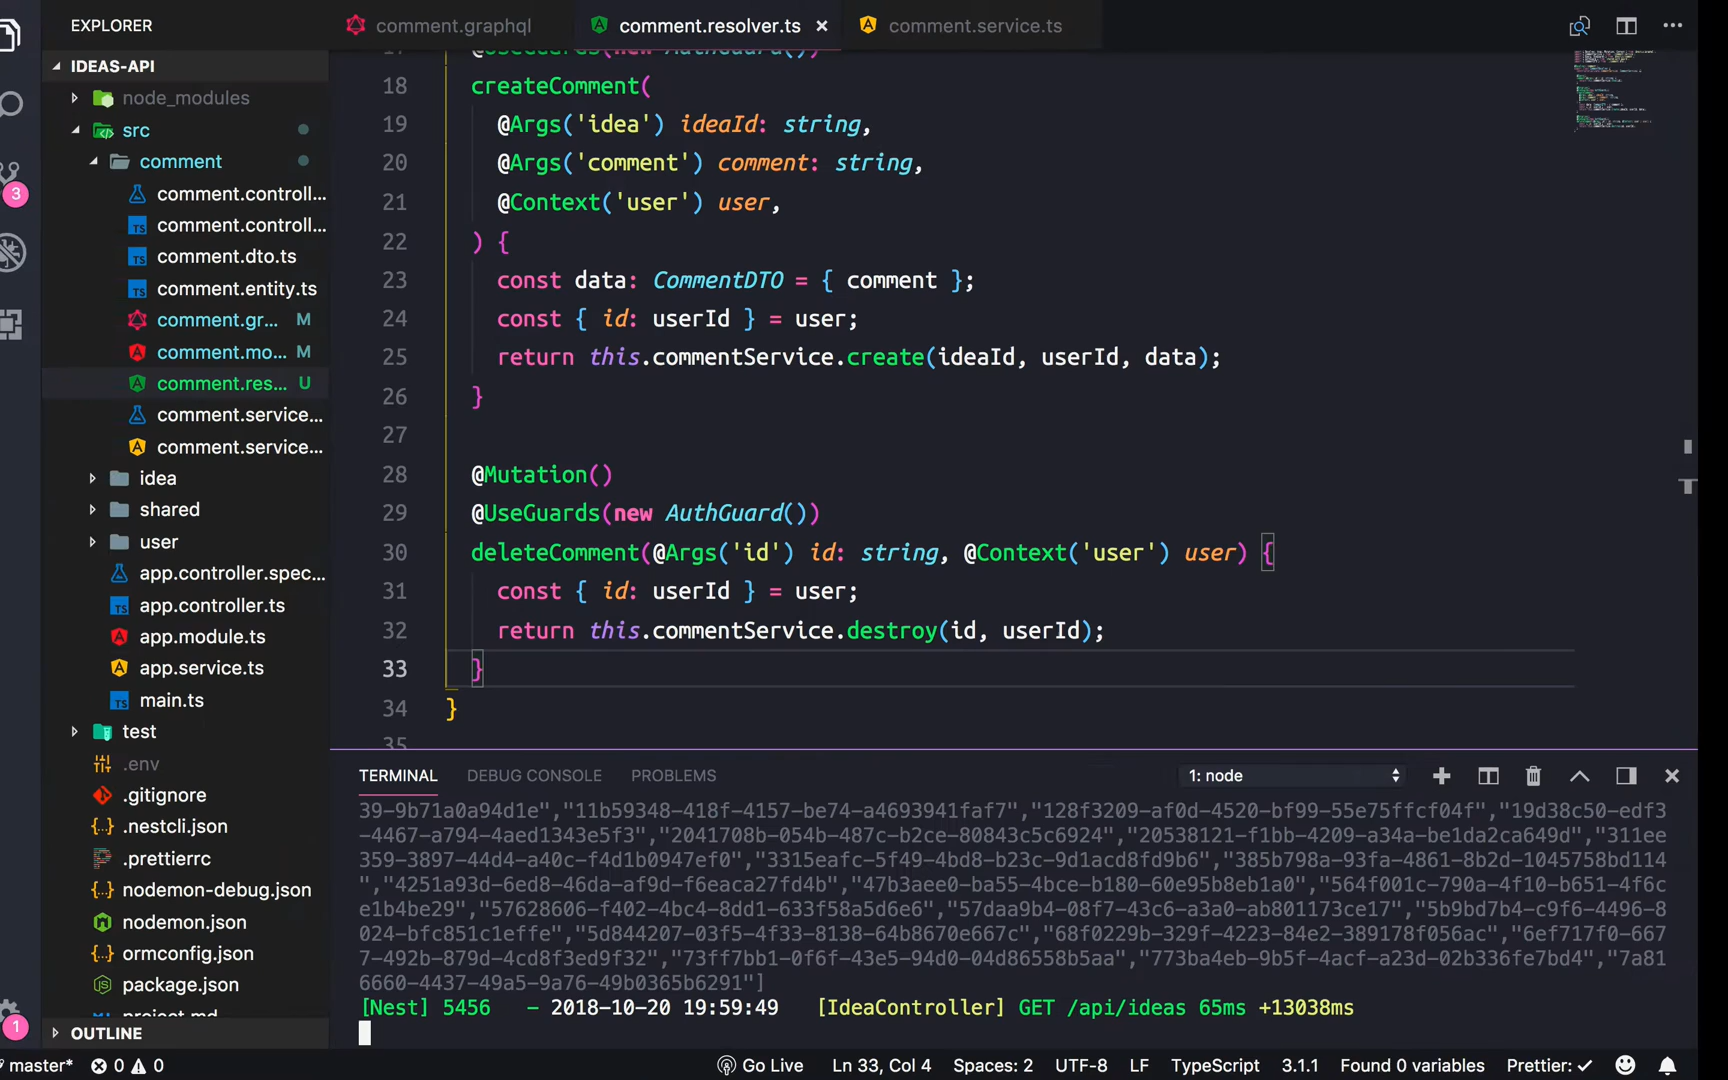 EXPLORER
IDEAS-API
node_modules
src
comment
comment.controll...
comment.controll...
comment.dto.ts
comment.entity.ts
comment.gr... M
comment.mo... M
comment.res... U
comment.service...
comment.service...
idea
shared
user
app.controller.spec...
app.controller.ts
app.module.ts
app.service.ts
main.ts
test
.env
.gitignore
.nestcli.json
.prettierrc
nodemon-debug.json
nodemon.json
ormconfig.json
package.json
project.md
OUTLINE
3
1
comment.graphql
comment.resolver.ts ×
comment.service.ts
17 @UseGuards(new AuthGuard())
18 createComment(
19 @Args('idea') ideaId: string,
20 @Args('comment') comment: string,
21 @Context('user') user,
22 ) {
23 const data: CommentDTO = { comment };
24 const { id: userId } = user;
25 return this.commentService.create(ideaId, userId, data);
26 }
27
28 @Mutation()
29 @UseGuards(new AuthGuard())
30 deleteComment(@Args('id') id: string, @Context('user') user) {
31 const { id: userId } = user;
32 return this.commentService.destroy(id, userId);
33 }
34 }
35
TERMINAL DEBUG CONSOLE PROBLEMS 1: node
39-9b71a0a94d1e","11b59348-418f-4157-be74-a4693941faf7","128f3209-af0d-4520-bf99-55e75ffcf04f","19d38c50-edf3
-4467-a794-4aed1343e5f3","2041708b-054b-487c-b2ce-80843c5c6924","20538121-f1bb-4209-a34a-be1da2ca649d","311ee
359-3897-44d4-a40c-f4d1b0947ef0","3315eafc-5f49-4bd8-b23c-9d1acd8fd9b6","385b798a-93fa-4861-8b2d-1045758bd114
","4251a93d-6ed8-46da-af9d-f6eaca27fd4b","47b3aee0-ba55-4bce-b180-60e95b8eb1a0","564f001c-790a-4f10-b651-4f6c
e1b4be29","57628606-f402-4bc4-8dd1-633f58a5d6e6","57daa9b4-08f7-43c6-a3a0-ab801173ce17","5b9bd7b4-c9f6-4496-8
024-bfc851c1effe","5d844207-03f5-4f33-8138-64b8670e667c","68f0229b-329f-4223-84e2-389178f056ac","6ef717f0-667
7-492b-879d-4cd8f3ed9f32","73ff7bb1-0f6f-43e5-94d0-04d86558b5aa","773ba4eb-9b5f-4acf-a23d-02b336fe7bd4","7a81
6660-4437-49a5-9a76-49b0365b6291"]
[Nest] 5456 - 2018-10-20 19:59:49 [IdeaController] GET /api/ideas 65ms +13038ms
master* 0 0 Go Live Ln 33, Col 4 Spaces: 2 UTF-8 LF TypeScript 3.1.1 Found 0 variables Prettier: ✓